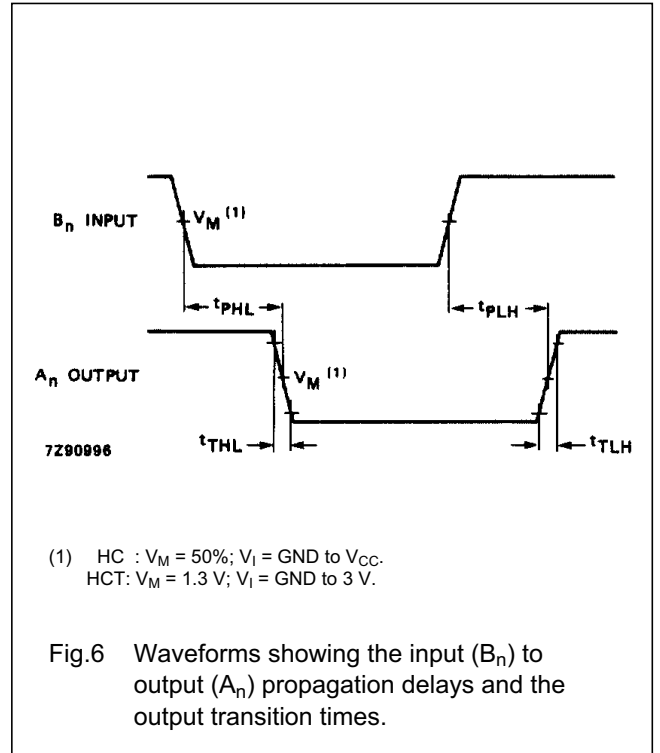 Bn INPUT
VM (1)
tPHL
tPLH
An OUTPUT
VM (1)
7Z90996
tTHL
tTLH
(1) HC : VM = 50%; VI = GND to VCC.
HCT: VM = 1.3 V; VI = GND to 3 V.
Fig.6 Waveforms showing the input (Bn) to
output (An) propagation delays and the
output transition times.